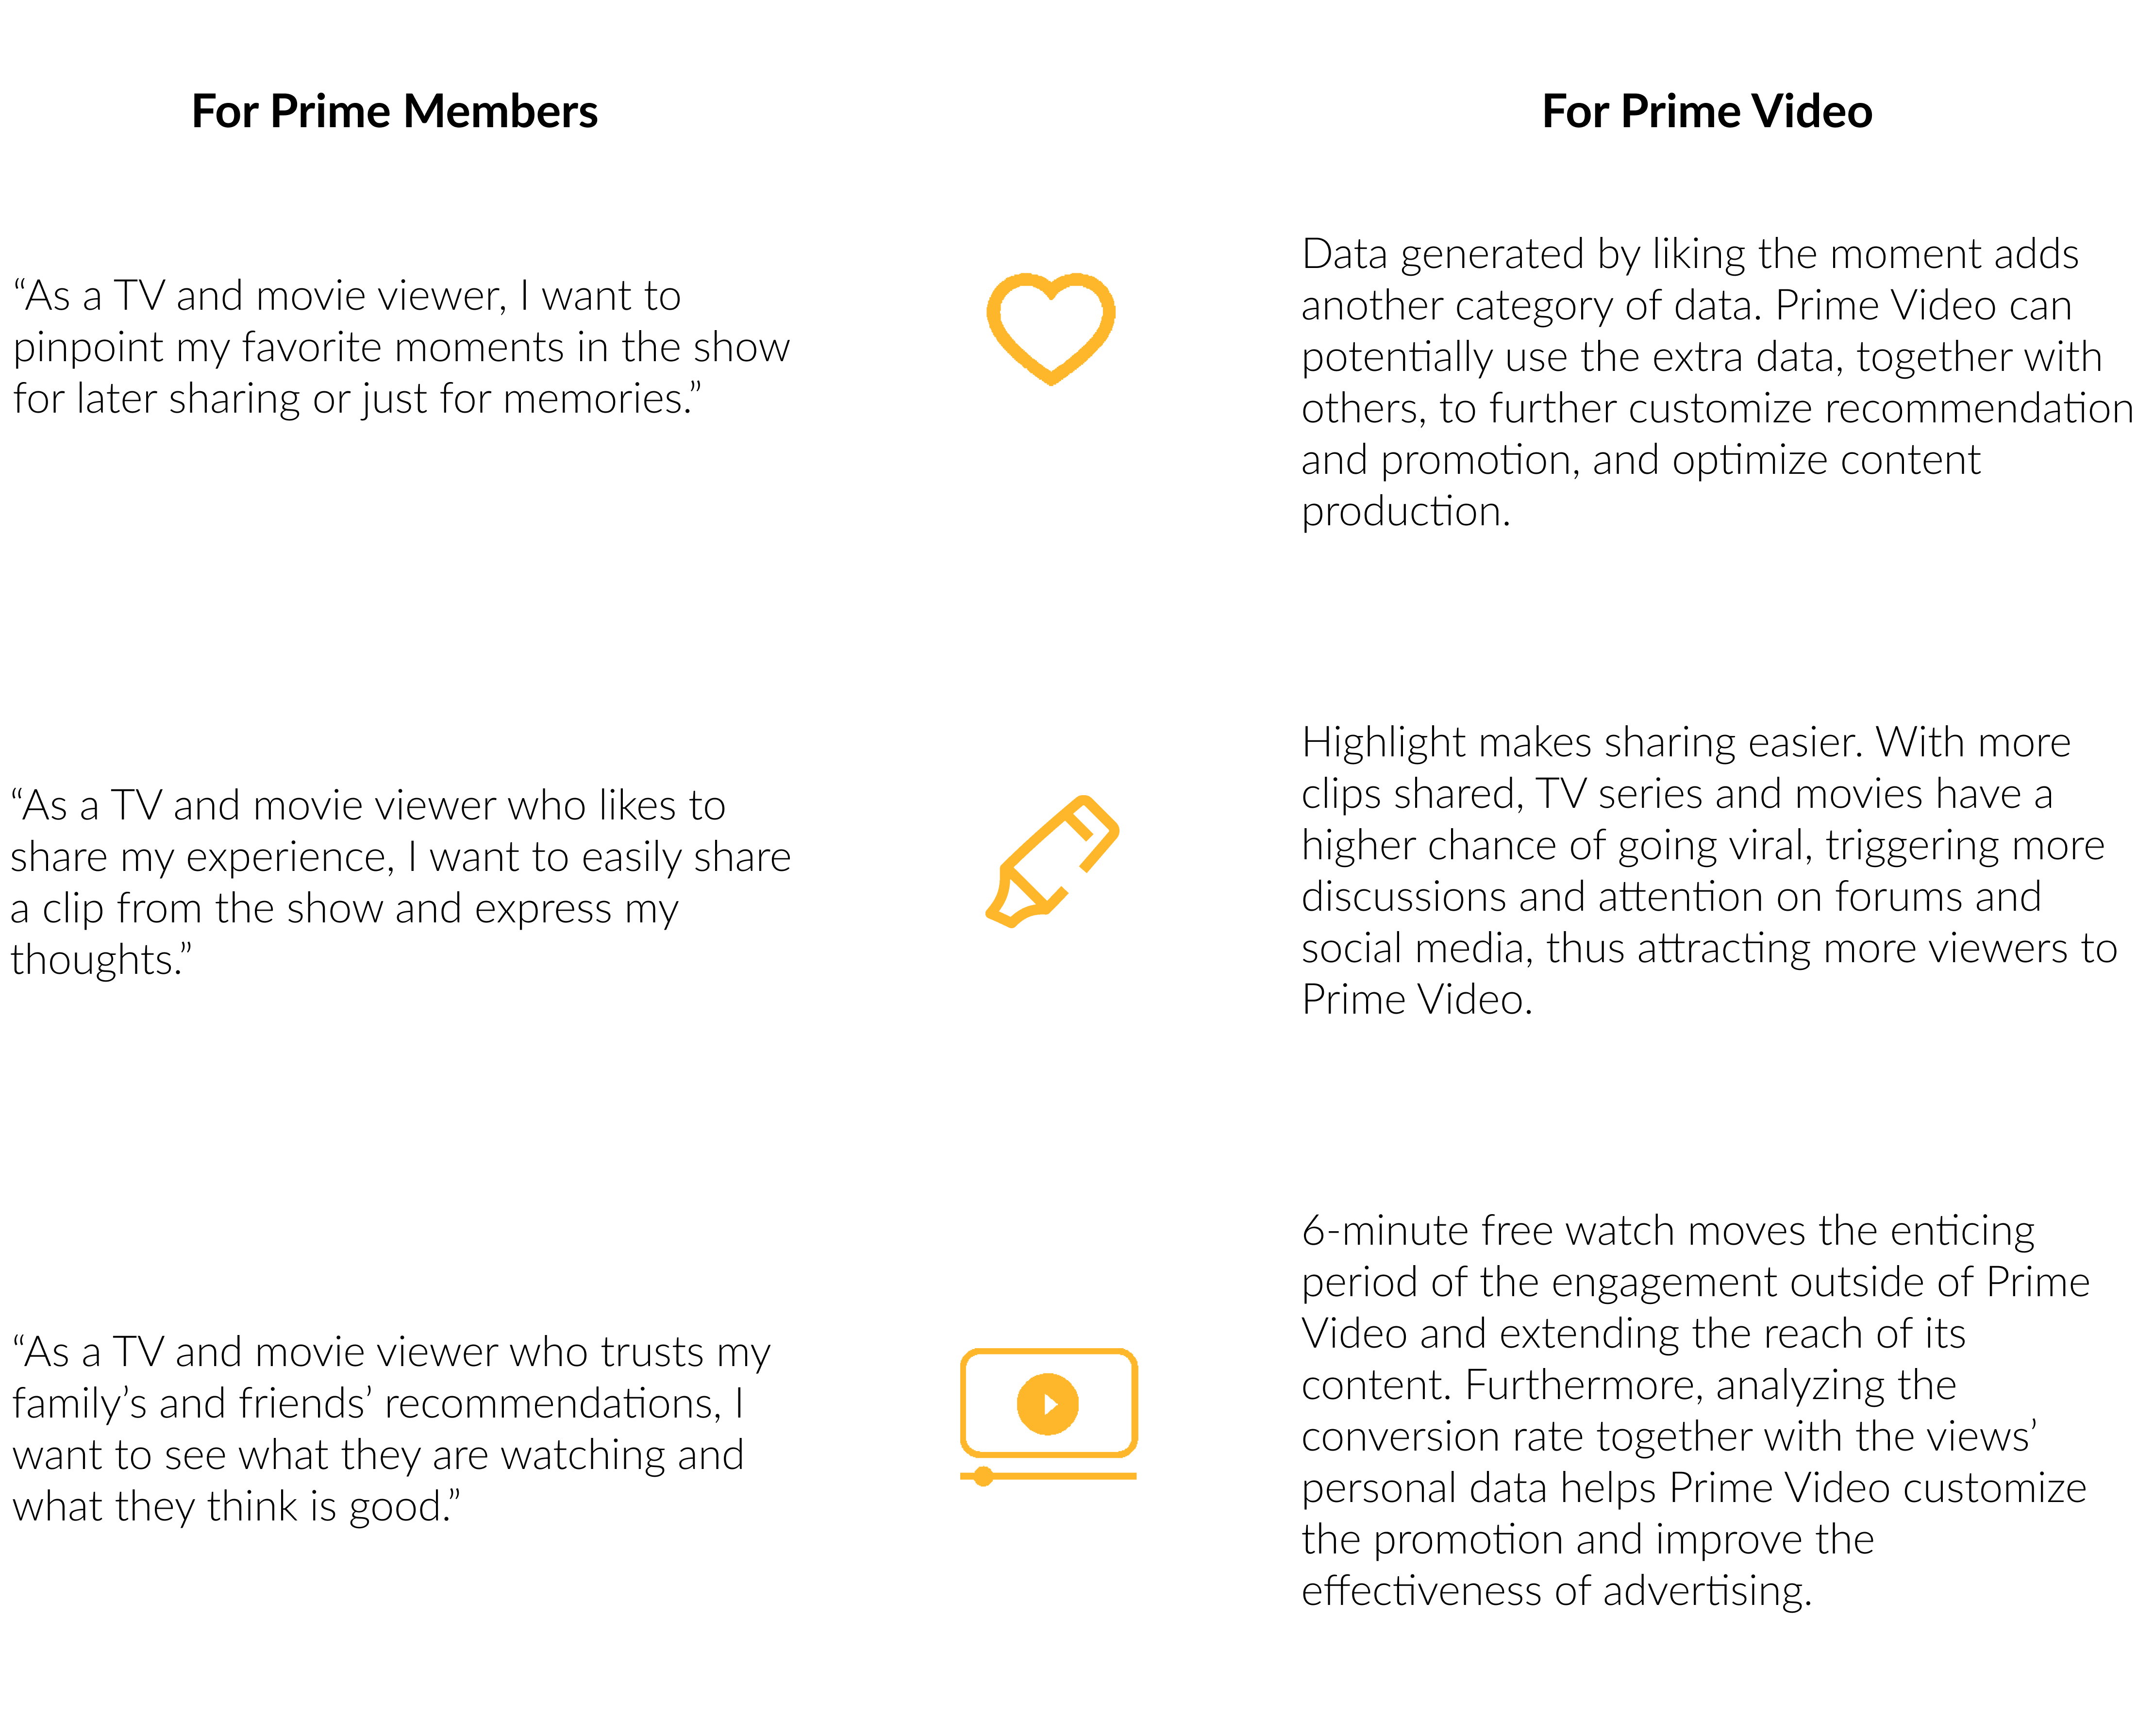 For Prime Members
For Prime Video
“As a TV and movie viewer, I want to
pinpoint my favorite moments in the show
for later sharing or just for memories.”
Data generated by liking the moment adds
another category of data. Prime Video can
potentially use the extra data, together with
others, to further customize recommendation
and promotion, and optimize content
production.
“As a TV and movie viewer who likes to
share my experience, I want to easily share
a clip from the show and express my
thoughts.”
Highlight makes sharing easier. With more
clips shared, TV series and movies have a
higher chance of going viral, triggering more
discussions and attention on forums and
social media, thus attracting more viewers to
Prime Video.
“As a TV and movie viewer who trusts my
family’s and friends’ recommendations, I
want to see what they are watching and
what they think is good.”
6-minute free watch moves the enticing
period of the engagement outside of Prime
Video and extending the reach of its
content. Furthermore, analyzing the
conversion rate together with the views’
personal data helps Prime Video customize
the promotion and improve the
effectiveness of advertising.